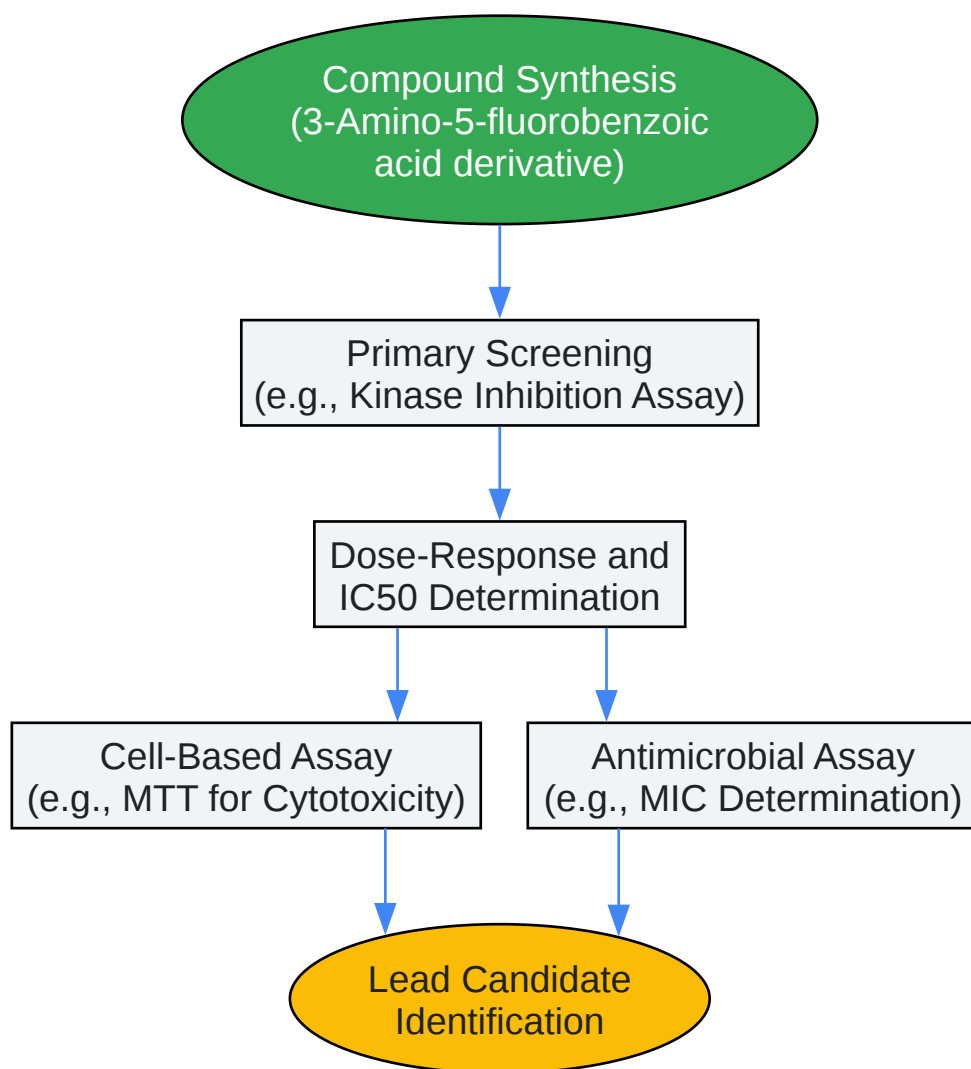 Compound Synthesis
(3-Amino-5-fluorobenzoic
acid derivative)
Primary Screening
(e.g., Kinase Inhibition Assay)
Dose-Response and
IC50 Determination
Cell-Based Assay
(e.g., MTT for Cytotoxicity)
Antimicrobial Assay
(e.g., MIC Determination)
Lead Candidate
Identification